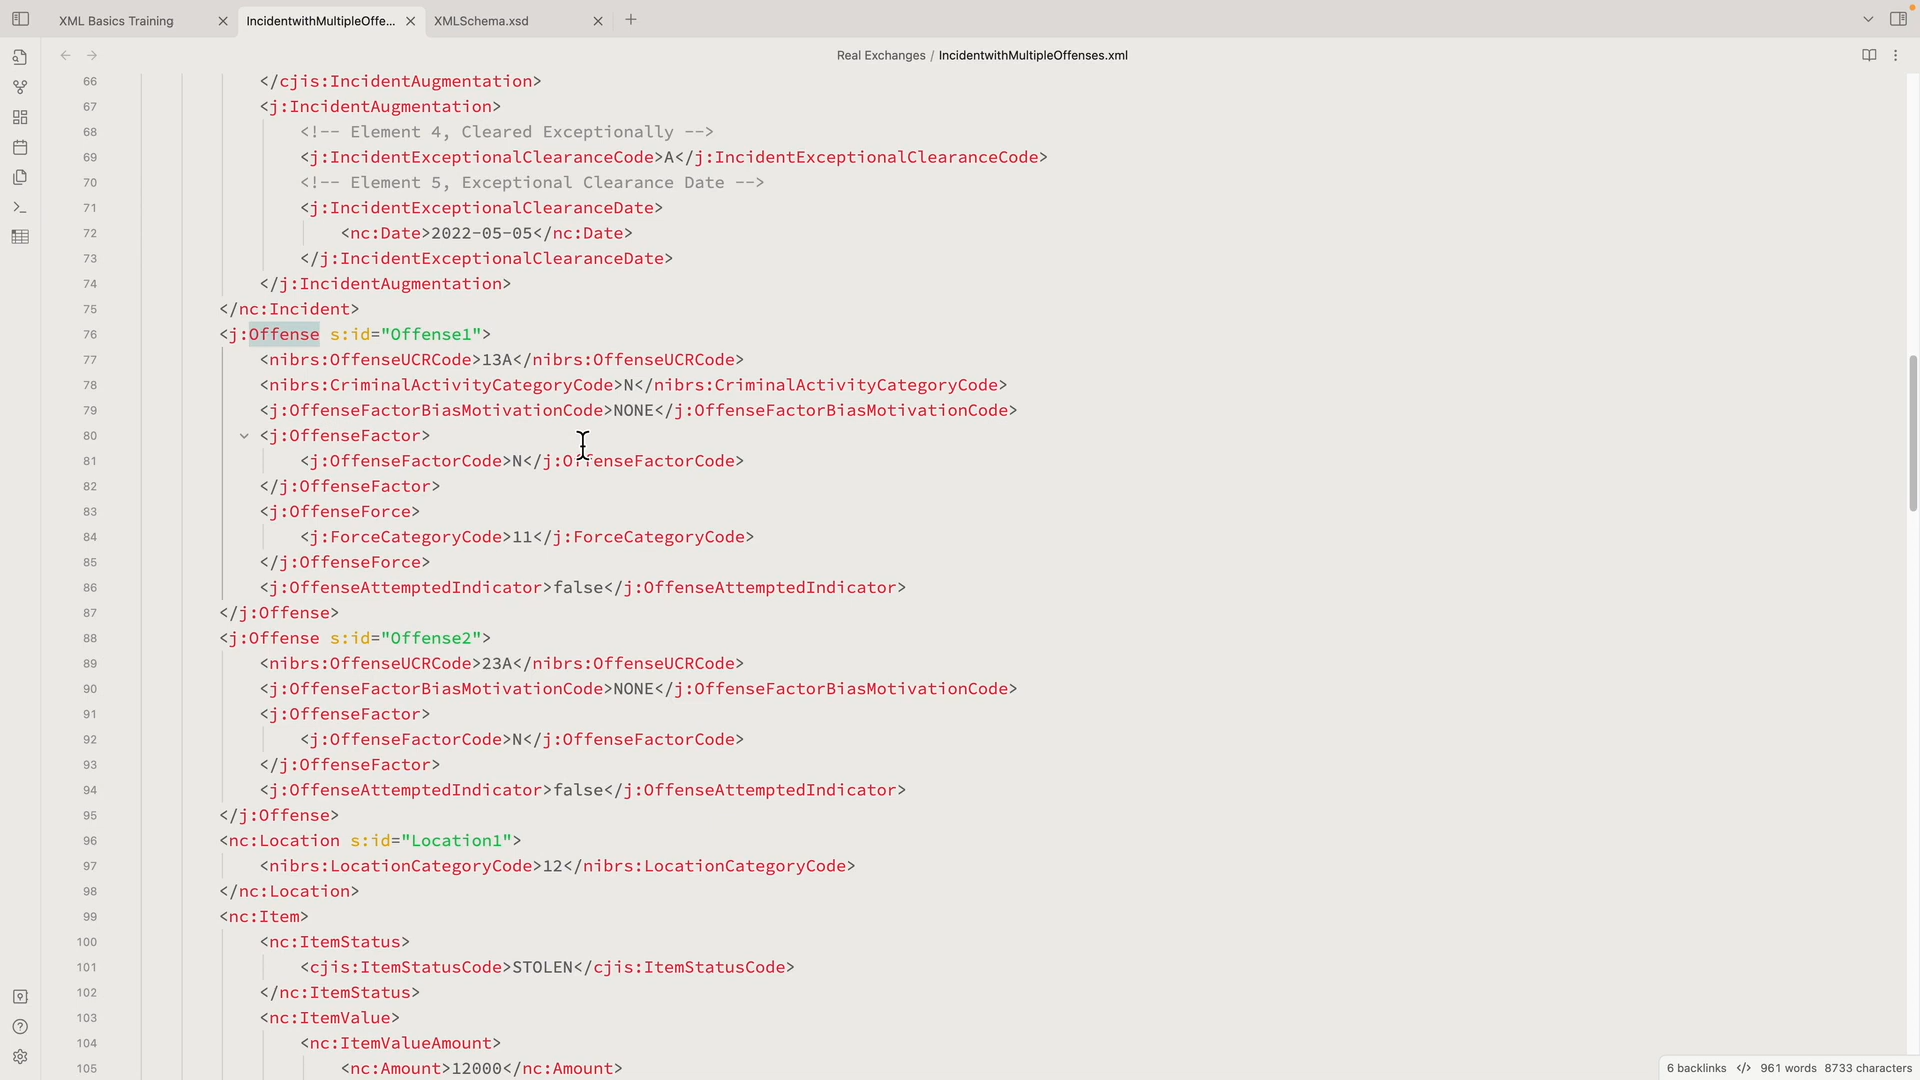 XML Basics Training
IncidentwithMultipleOffe...
XMLSchema.xsd
Real Exchanges / IncidentwithMultipleOffenses.xml
66 </cjis:IncidentAugmentation>
67 <j:IncidentAugmentation>
68 <!-- Element 4, Cleared Exceptionally -->
69 <j:IncidentExceptionalClearanceCode>A</j:IncidentExceptionalClearanceCode>
70 <!-- Element 5, Exceptional Clearance Date -->
71 <j:IncidentExceptionalClearanceDate>
72 <nc:Date>2022-05-05</nc:Date>
73 </j:IncidentExceptionalClearanceDate>
74 </j:IncidentAugmentation>
75 </nc:Incident>
76 <j:Offense s:id="Offense1">
77 <nibrs:OffenseUCRCode>13A</nibrs:OffenseUCRCode>
78 <nibrs:CriminalActivityCategoryCode>N</nibrs:CriminalActivityCategoryCode>
79 <j:OffenseFactorBiasMotivationCode>NONE</j:OffenseFactorBiasMotivationCode>
80 <j:OffenseFactor>
81 <j:OffenseFactorCode>N</j:OffenseFactorCode>
82 </j:OffenseFactor>
83 <j:OffenseForce>
84 <j:ForceCategoryCode>11</j:ForceCategoryCode>
85 </j:OffenseForce>
86 <j:OffenseAttemptedIndicator>false</j:OffenseAttemptedIndicator>
87 </j:Offense>
88 <j:Offense s:id="Offense2">
89 <nibrs:OffenseUCRCode>23A</nibrs:OffenseUCRCode>
90 <j:OffenseFactorBiasMotivationCode>NONE</j:OffenseFactorBiasMotivationCode>
91 <j:OffenseFactor>
92 <j:OffenseFactorCode>N</j:OffenseFactorCode>
93 </j:OffenseFactor>
94 <j:OffenseAttemptedIndicator>false</j:OffenseAttemptedIndicator>
95 </j:Offense>
96 <nc:Location s:id="Location1">
97 <nibrs:LocationCategoryCode>12</nibrs:LocationCategoryCode>
98 </nc:Location>
99 <nc:Item>
100 <nc:ItemStatus>
101 <cjis:ItemStatusCode>STOLEN</cjis:ItemStatusCode>
102 </nc:ItemStatus>
103 <nc:ItemValue>
104 <nc:ItemValueAmount>
105 <nc:Amount>12000</nc:Amount>
6 backlinks </> 961 words 8733 characters